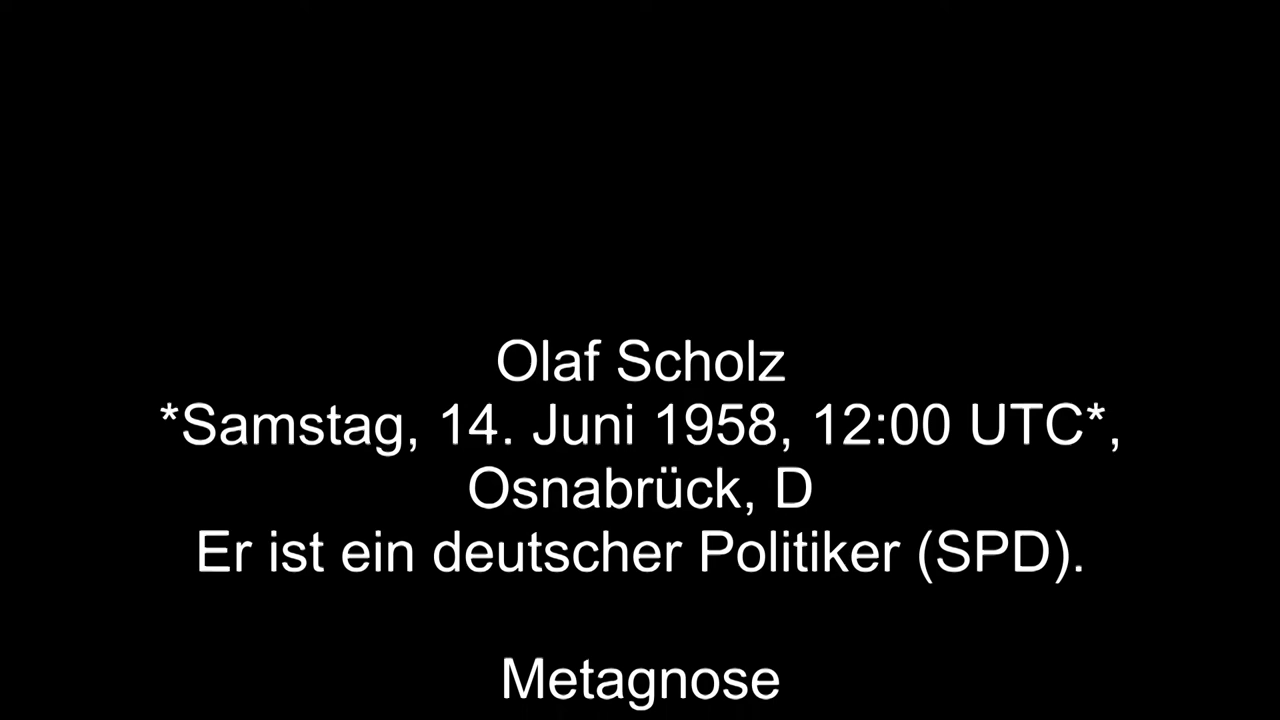 Olaf Scholz
*Samstag, 14. Juni 1958, 12:00 UTC*,
Osnabrück, D
Er ist ein deutscher Politiker (SPD).
Metagnose